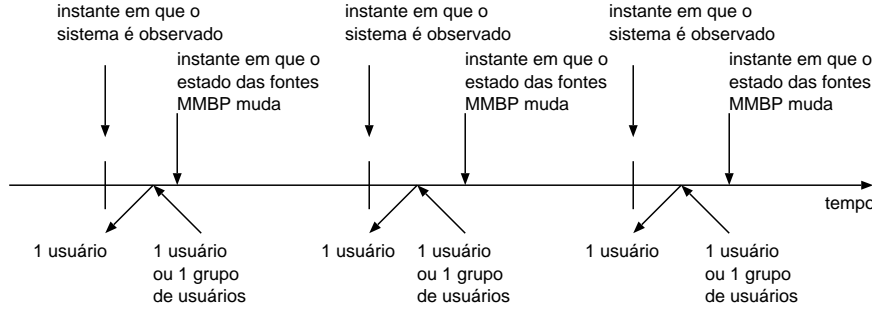 instante em que o
sistema é observado
instante em que o
sistema é observado
instante em que o
sistema é observado
instante em que o
estado das fontes
MMBP muda
instante em que o
estado das fontes
MMBP muda
instante em que o
estado das fontes
MMBP muda
tempo
1 usuário
1 usuário
ou 1 grupo
de usuários
1 usuário
1 usuário
ou 1 grupo
de usuários
1 usuário
1 usuário
ou 1 grupo
de usuários